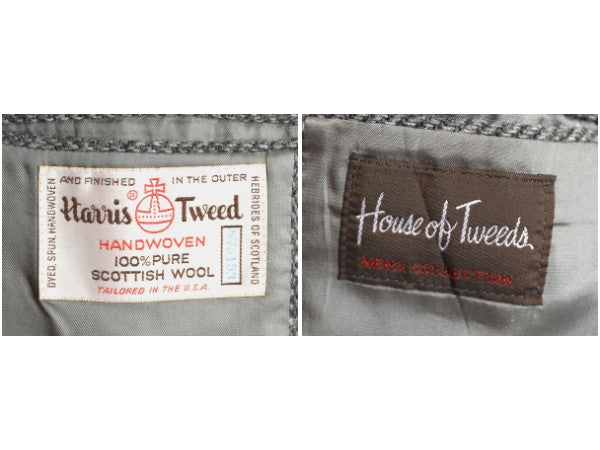 DYED, SPUN, HANDWOVEN
AND FINISHED IN THE OUTER
HEBRIDES OF SCOTLAND
Harris® Tweed
HANDWOVEN
100% PURE
SCOTTISH WOOL
TAILORED IN THE U.S.A.
House of Tweeds
MENS COLLECTION